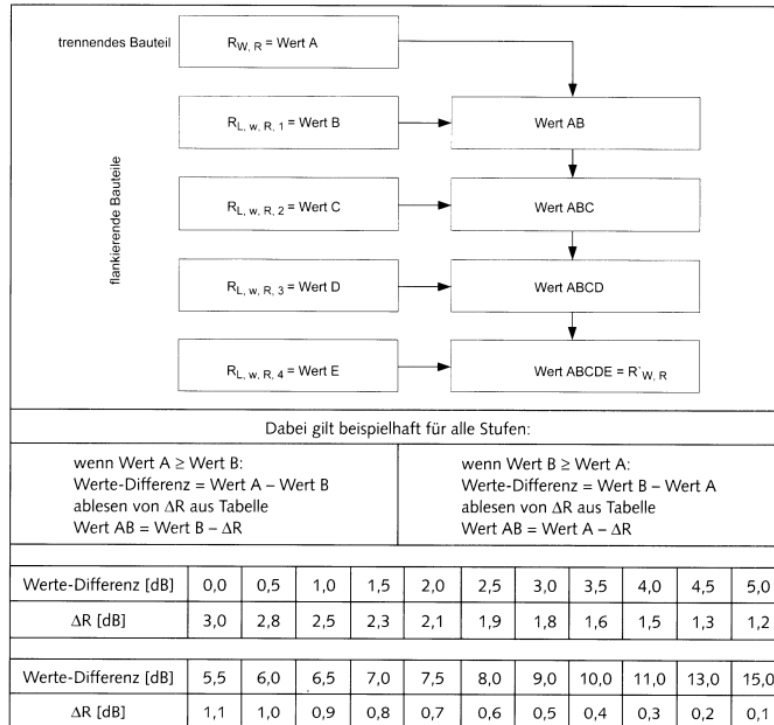 trennendes Bauteil
R W, R = Wert A
flankierende Bauteile
R L, w, R, 1 = Wert B
Wert AB
R L, w, R, 2 = Wert C
Wert ABC
R L, w, R, 3 = Wert D
Wert ABCD
R L, w, R, 4 = Wert E
Wert ABCDE = R` W, R
Dabei gilt beispielhaft für alle Stufen:
wenn Wert A ≥ Wert B:
Werte-Differenz = Wert A – Wert B
ablesen von ΔR aus Tabelle
Wert AB = Wert B – ΔR
wenn Wert B ≥ Wert A:
Werte-Differenz = Wert B – Wert A
ablesen von ΔR aus Tabelle
Wert AB = Wert A – ΔR
Werte-Differenz [dB] 0,0 0,5 1,0 1,5 2,0 2,5 3,0 3,5 4,0 4,5 5,0
ΔR [dB] 3,0 2,8 2,5 2,3 2,1 1,9 1,8 1,6 1,5 1,3 1,2
Werte-Differenz [dB] 5,5 6,0 6,5 7,0 7,5 8,0 9,0 10,0 11,0 13,0 15,0
ΔR [dB] 1,1 1,0 0,9 0,8 0,7 0,6 0,5 0,4 0,3 0,2 0,1